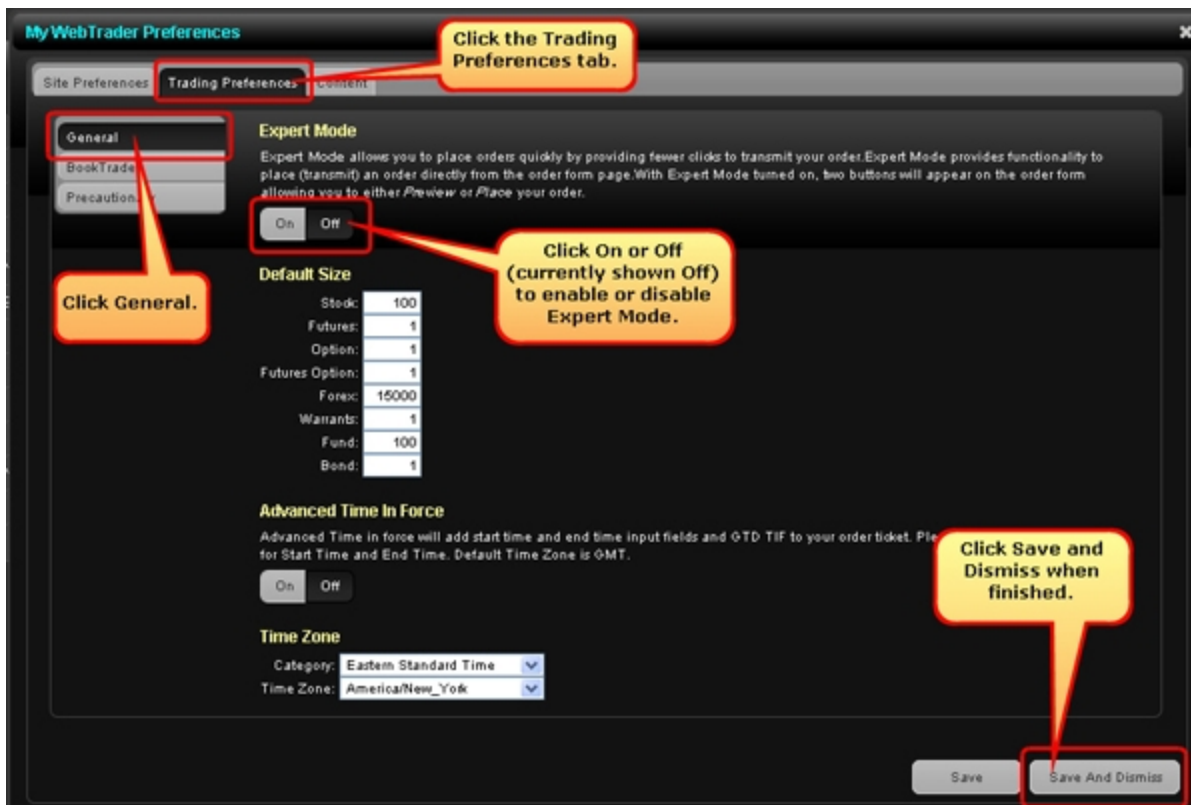 My WebTrader Preferences
Click the Trading
Preferences tab.
Site Preferences
Trading Preferences
General
BookTrade
Expert Mode
Expert Mode allows you to place orders quickly by providing fewer clicks to transmit your order.Expert Mode provides functionality to
place (transmit) an order directly from the order form page.With Expert Mode turned on, two buttons will appear on the order form
allowing you to either Preview or Place your order.
On Off
Click On or Off
(currently shown Off)
to enable or disable
Expert Mode.
Click General.
Default Size
Stock: 100
Futures: 1
Option: 1
Futures Option: 1
Forex: 15000
Warrants: 1
Fund: 100
Bond: 1
Advanced Time In Force
Advanced Time in force will add start time and end time input fields and GTD TIF to your order ticket.
for Start Time and End Time. Default Time Zone is GMT.
On Off
Click Save and
Dismiss when
finished.
Time Zone
Category: Eastern Standard Time
Time Zone: America/New_York
Save
Save And Dismiss